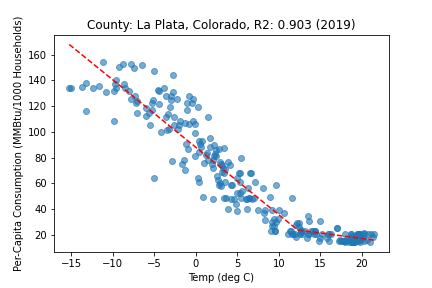 County: La Plata, Colorado, R2: 0.903 (2019)
Per-Capita Consumption (MMBtu/1000 Households)
160
140
120
100
80
60
40
20
−15 −10 −5 0 5 10 15 20
Temp (deg C)